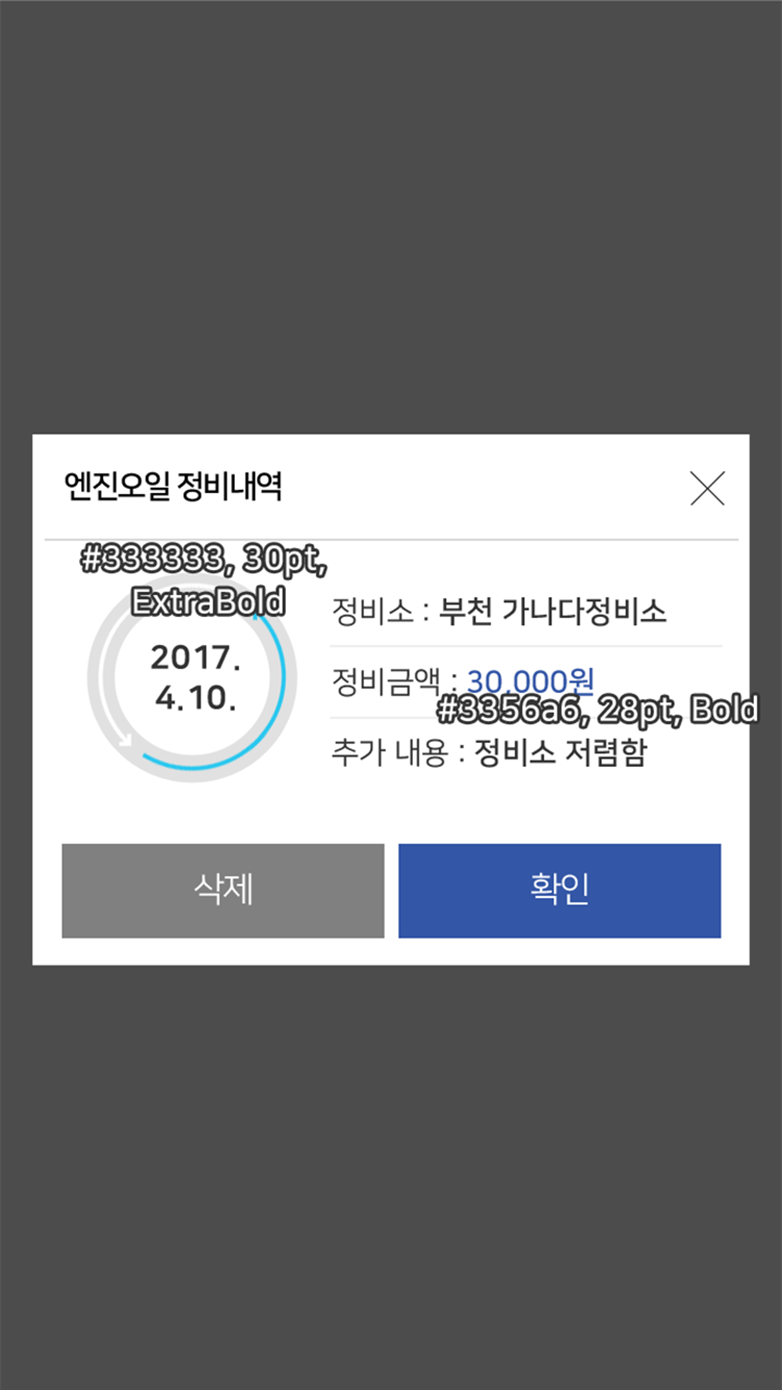 엔진오일 정비내역
#333333, 30pt,
ExtraBold
2017.
4.10.
정비소 : 부천 가나다정비소
정비금액 : 30,000원
#3356a6, 28pt, Bold
추가 내용 : 정비소 저렴함
삭제
확인